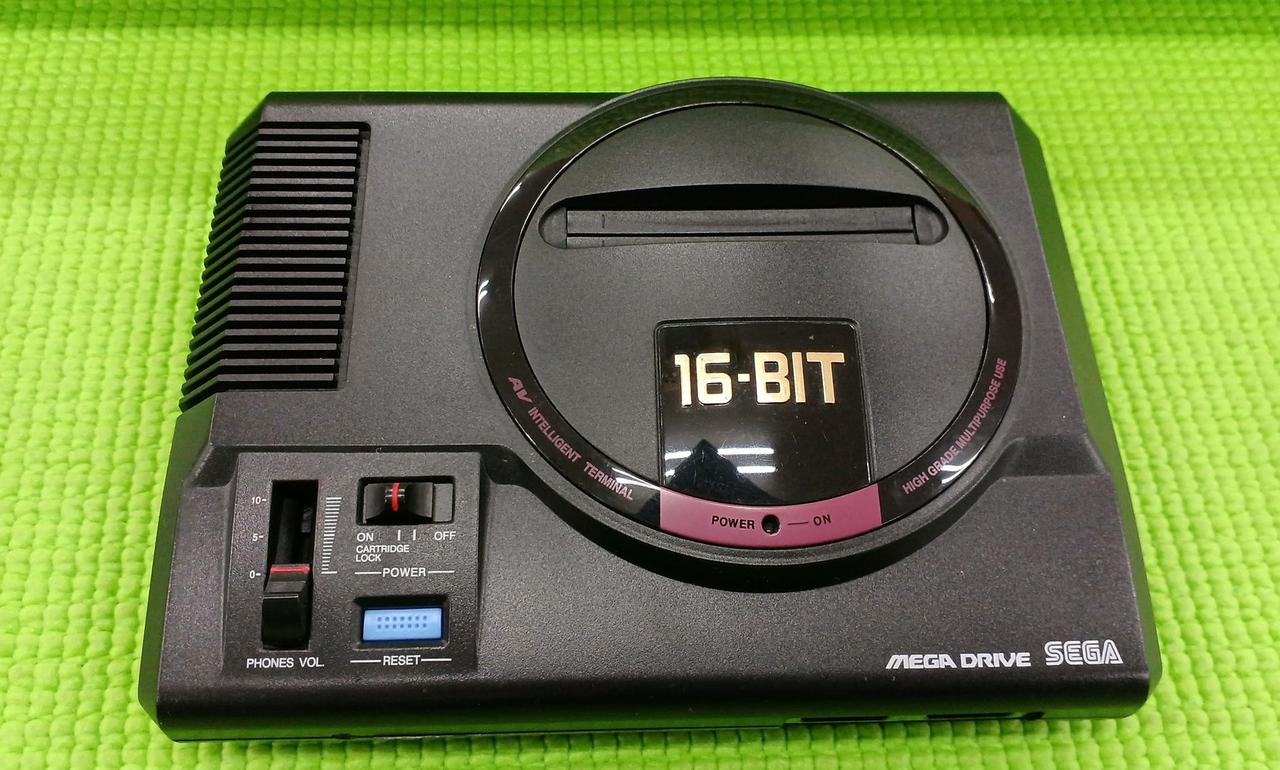 16-BIT
AV INTELLIGENT TERMINAL
HIGH GRADE MULTIPURPOSE USE
POWER ON
10
5
0
ON OFF
CARTRIDGE
LOCK
POWER
PHONES VOL.
RESET
MEGA DRIVE SEGA